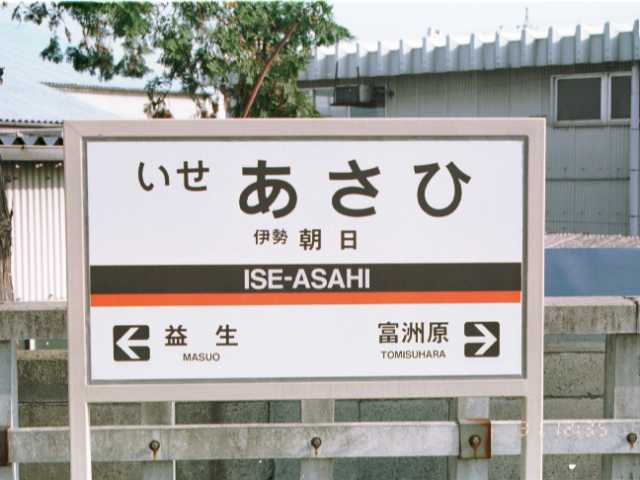 いせ あさひ
伊勢 朝日
ISE-ASAHI
益生 富洲原
MASUO TOMISUHARA